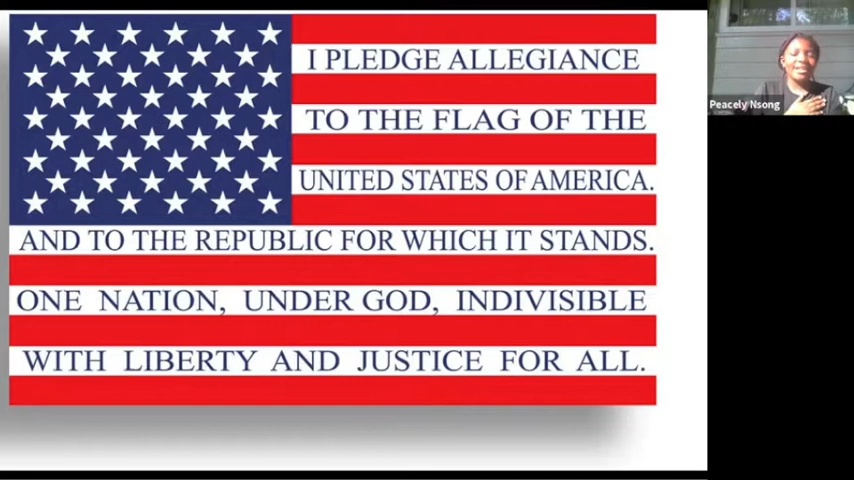 I PLEDGE ALLEGIANCE
TO THE FLAG OF THE
UNITED STATES OF AMERICA.
AND TO THE REPUBLIC FOR WHICH IT STANDS.
ONE NATION, UNDER GOD, INDIVISIBLE
WITH LIBERTY AND JUSTICE FOR ALL.
Peacely Nsong